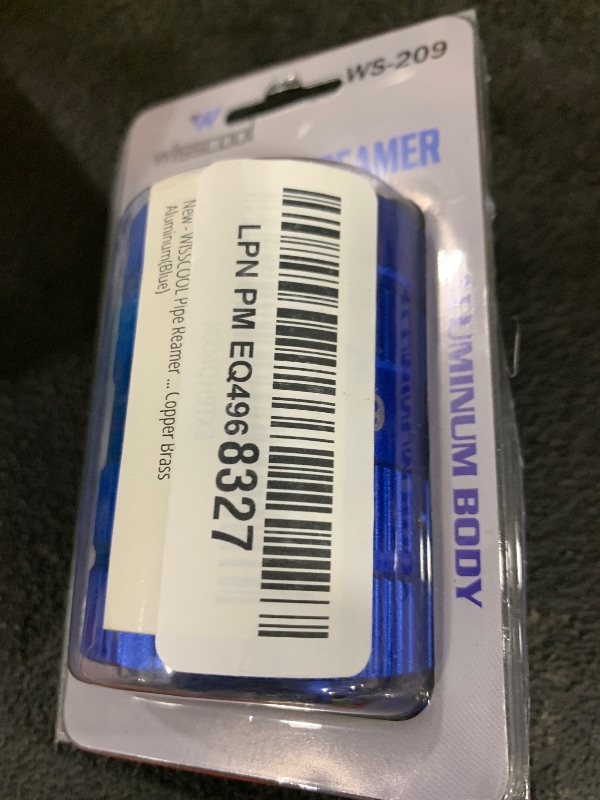 WS-209
wisscool
REAMER
ALUMINUM BODY
LPN PM EQ4968327
New - WISSCOOL Pipe Reamer ... Copper Brass
Aluminum(Blue)